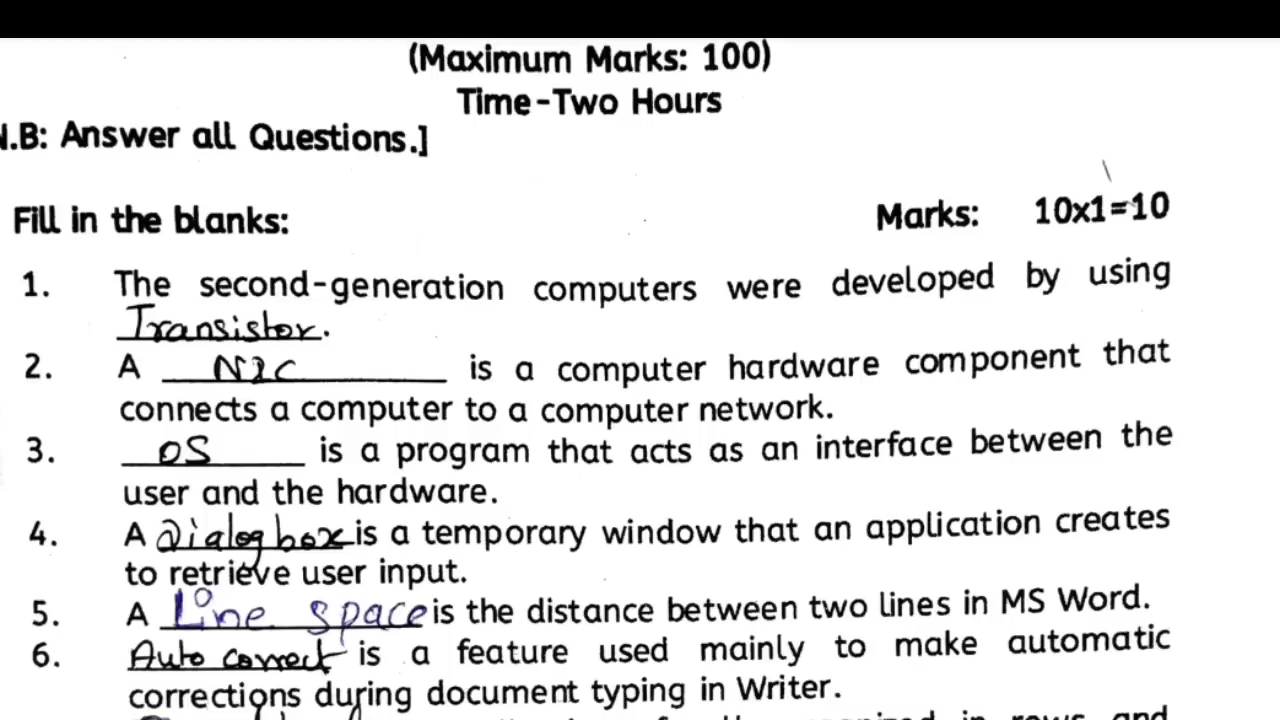 (Maximum Marks: 100)
Time-Two Hours
N.B: Answer all Questions.]
Fill in the blanks: Marks: 10x1=10
1. The second-generation computers were developed by using
Transistor.
2. A NIC is a computer hardware component that
connects a computer to a computer network.
3. OS is a program that acts as an interface between the
user and the hardware.
4. A Dialog box is a temporary window that an application creates
to retrieve user input.
5. A Line space is the distance between two lines in MS Word.
6. Auto correct is a feature used mainly to make automatic
corrections during document typing in Writer.
in rows and